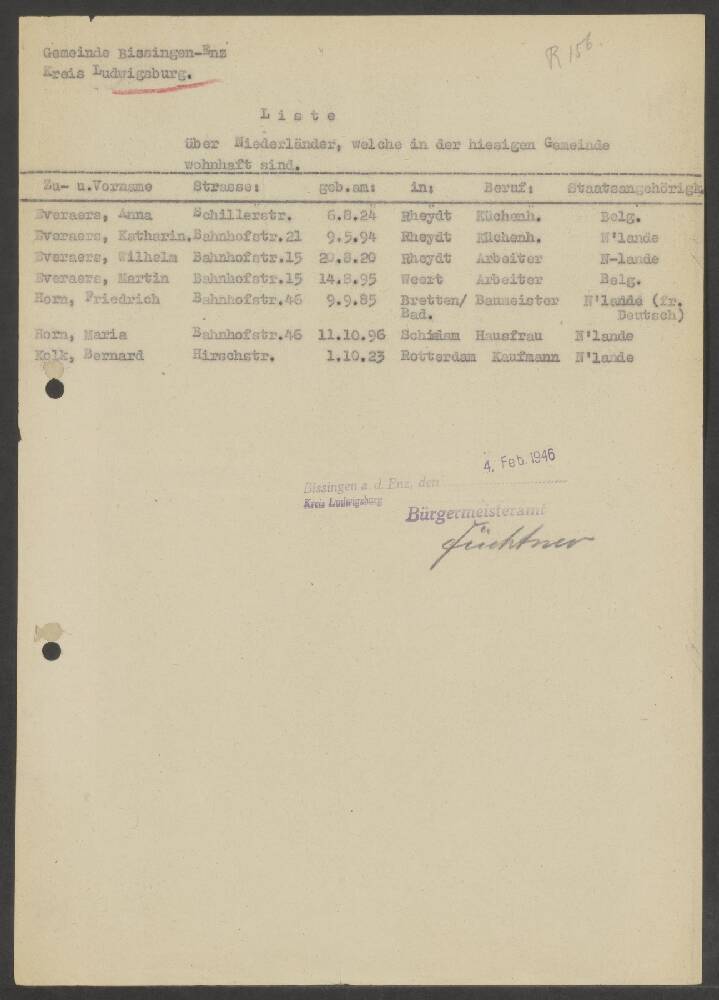 R 156.
Gemeinde Bissingen-Enz
Kreis Ludwigsburg.
L i s t e
über Niederländer, welche in der hiesigen Gemeinde
wohnhaft sind.
Zu- u.Vorname Strasse: geb.am: in: Beruf: Staatsangehörigk
Everaers, Anna Schillerstr. 6.8.24 Rheydt Küchenh. Belg.
Everaers, Katharin.Bahnhofstr.21 9.5.94 Rheydt Küchenh. N'lande
Everaers, Wilhelm Bahnhofstr.15 20.8.20 Rheydt Arbeiter N-lande
Everaers, Martin Bahnhofstr.15 14.8.95 Weert Arbeiter Belg.
Horn, Friedrich Bahnhofstr.46 9.9.85 Bretten/ Baumeister N'lande (fr.
Bad. Deutsch)
Horn, Maria Bahnhofstr.46 11.10.96 Schidam Hausfrau N'lande
Kolk, Bernard Hirschstr. 1.10.23 Rotterdam Kaufmann N'lande
4. Feb. 1946
Bissingen a. d. Enz, den
Kreis Ludwigsburg
Bürgermeisteramt